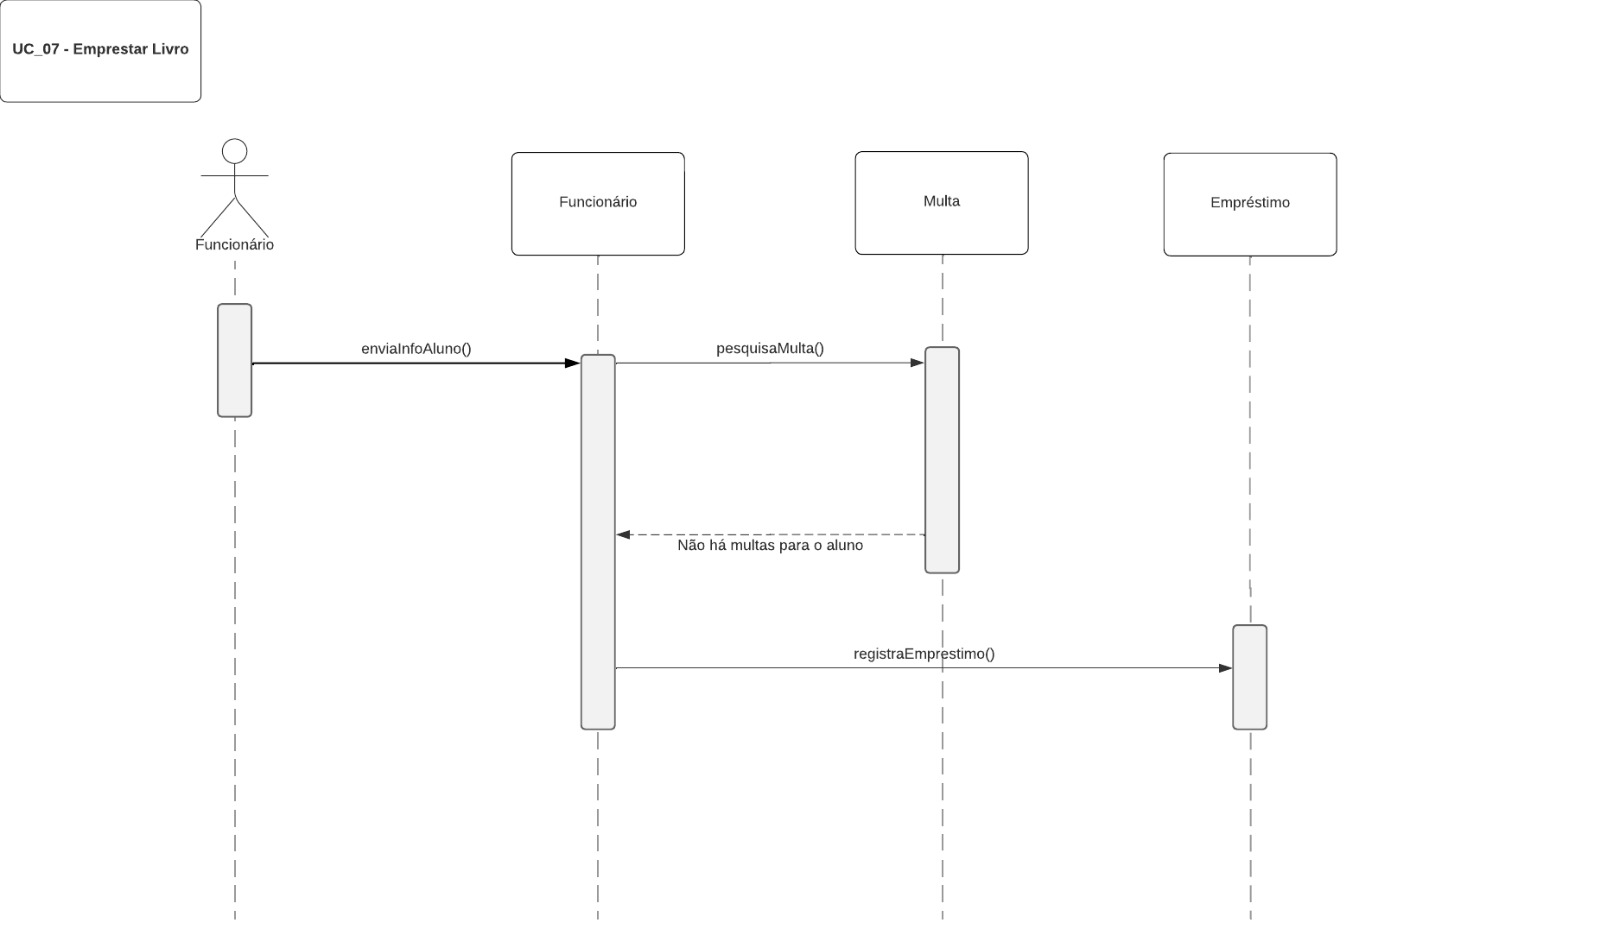 UC_07 - Emprestar Livro
Funcionário
Funcionário
Multa
Empréstimo
enviaInfoAluno()
pesquisaMulta()
Não há multas para o aluno
registraEmprestimo()